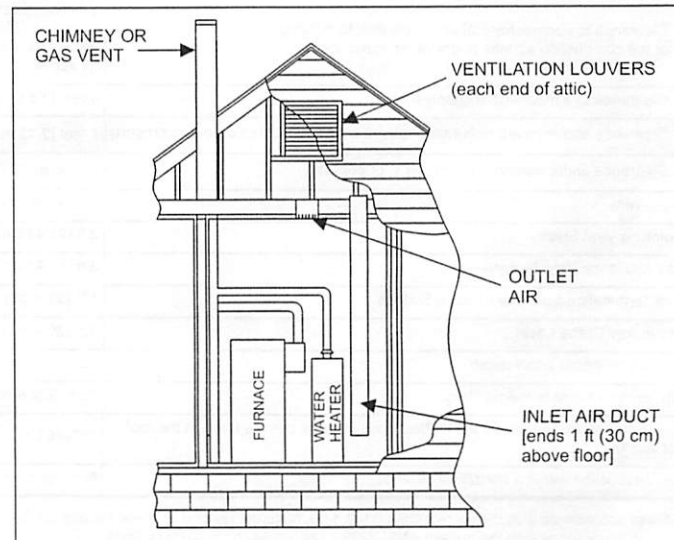 CHIMNEY OR
GAS VENT
VENTILATION LOUVERS
(each end of attic)
OUTLET
AIR
FURNACE
WATER
HEATER
INLET AIR DUCT
[ends 1 ft (30 cm)
above floor]